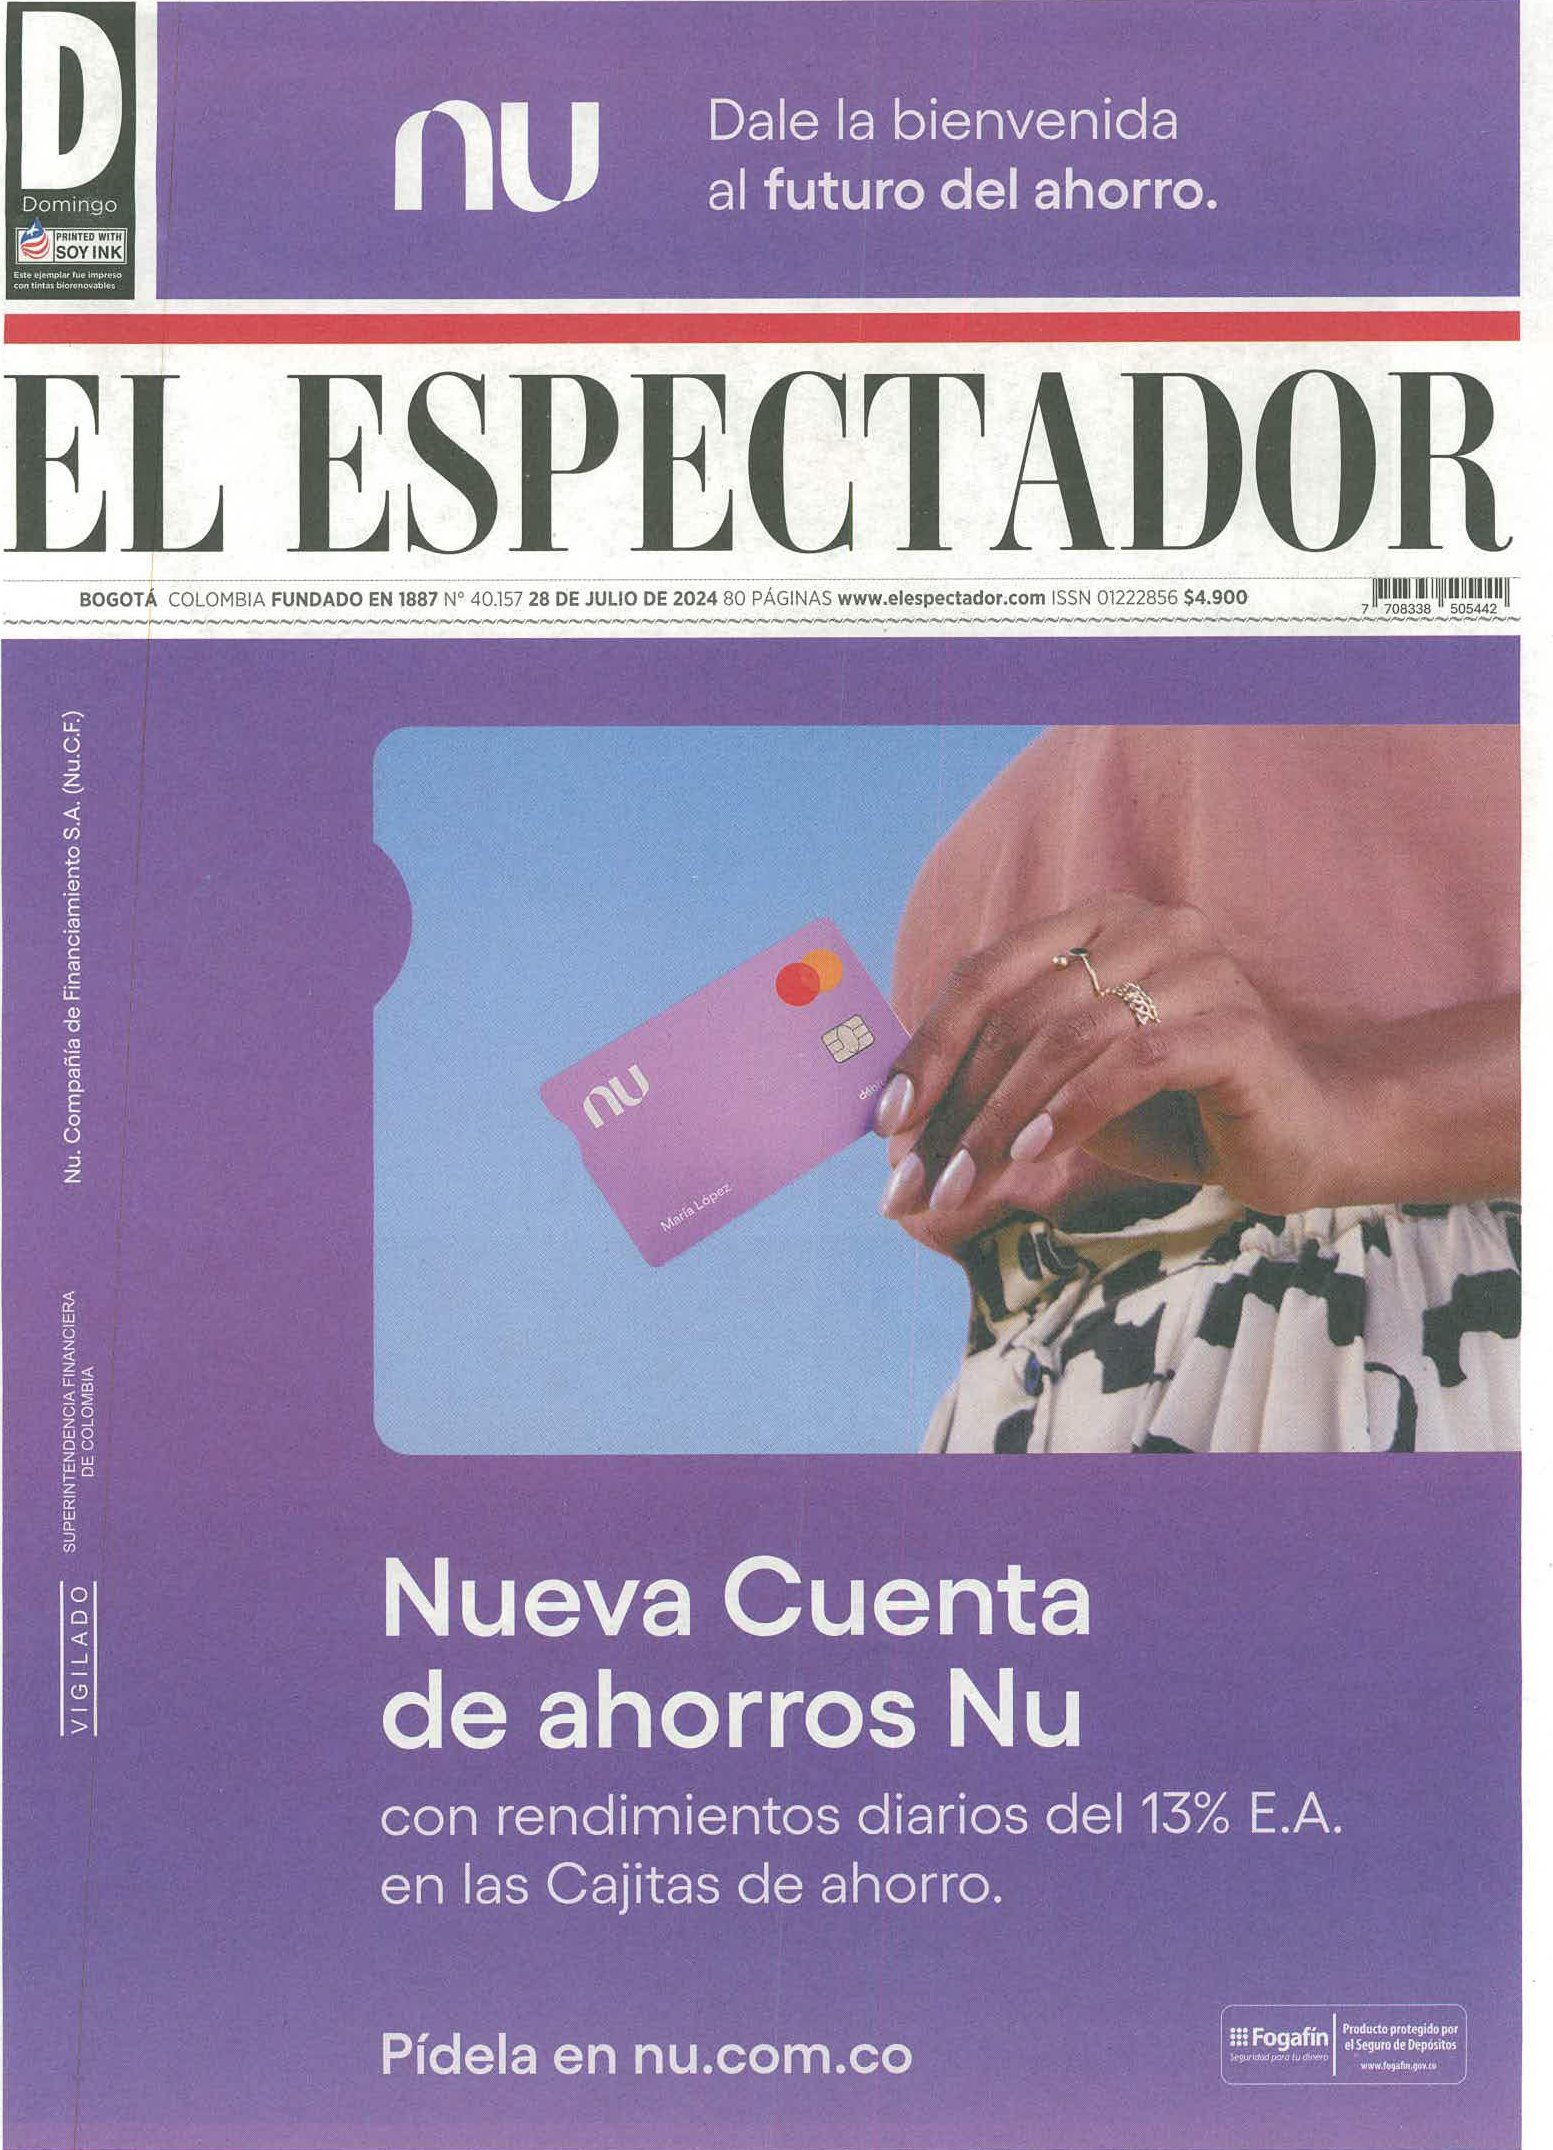 D
Domingo
PRINTED WITH
SOY INK
Este ejemplar fue impreso
con tintas biorenovables
nu
Dale la bienvenida
al futuro del ahorro.
EL ESPECTADOR
BOGOTÁ COLOMBIA FUNDADO EN 1887 Nº 40.157 28 DE JULIO DE 2024 80 PÁGINAS www.elespectador.com ISSN 01222856 $4.900
7 708338 505442
Nu. Compañía de Financiamiento S.A. (Nu.C.F.)
SUPERINTENDENCIA FINANCIERA
DE COLOMBIA
VIGILADO
nu
María López
Nueva Cuenta
de ahorros Nu
con rendimientos diarios del 13% E.A.
en las Cajitas de ahorro.
Pídela en nu.com.co
Fogafín
Seguridad para tu dinero
Producto protegido por
el Seguro de Depósitos
www.fogafin.gov.co